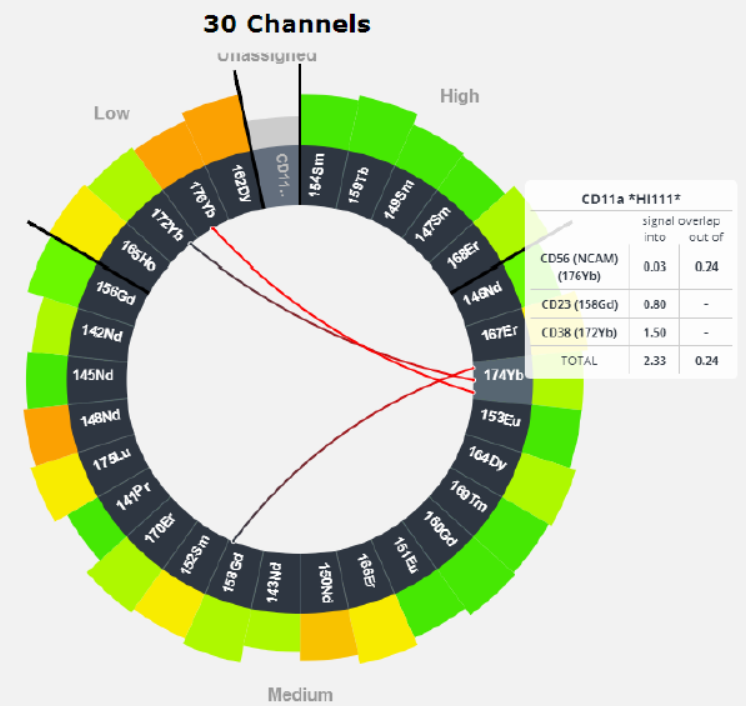 30 Channels
Unassigned
Low
High
CD11..
154Sm
159Tb
149Sm
147Sm
168Er
146Nd
167Er
174Yb
153Eu
164Dy
169Tm
160Gd
151Eu
166Er
150Nd
143Nd
158Gd
152Sm
170Er
141Pr
175Lu
148Nd
145Nd
142Nd
156Gd
165Ho
172Yb
176Yb
162Dy
CD11a *HI111*
signal overlap
into out of
CD56 (NCAM)
(176Yb) 0.03 0.24
CD23 (158Gd) 0.80 -
CD38 (172Yb) 1.50 -
TOTAL 2.33 0.24
Medium